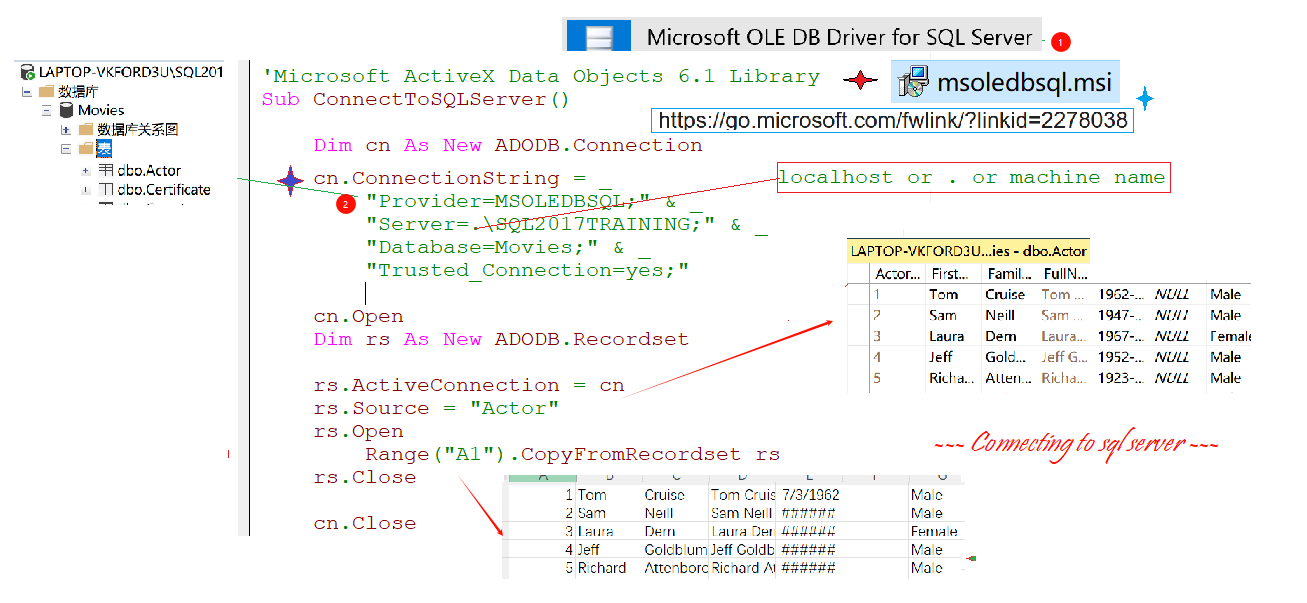 Microsoft OLE DB Driver for SQL Server
1
LAPTOP-VKFORD3U\SQL201
数据库
Movies
数据库关系图
表
dbo.Actor
dbo.Certificate
'Microsoft ActiveX Data Objects 6.1 Library
msoledbsql.msi
Sub ConnectToSQLServer()
https://go.microsoft.com/fwlink/?linkid=2278038
Dim cn As New ADODB.Connection
cn.ConnectionString = _
localhost or . or machine name
2
"Provider=MSOLEDBSQL;" & _
"Server=.\SQL2017TRAINING;" & _
"Database=Movies;" & _
"Trusted_Connection=yes;"
cn.Open
Dim rs As New ADODB.Recordset
rs.ActiveConnection = cn
rs.Source = "Actor"
rs.Open
Range("A1").CopyFromRecordset rs
rs.Close
cn.Close
LAPTOP-VKFORD3U...ies - dbo.Actor
Actor... First... Famil... FullN...
1 Tom Cruise Tom ... 1962-... NULL Male
2 Sam Neill Sam ... 1947-... NULL Male
3 Laura Dern Laura... 1967-... NULL Female
4 Jeff Gold... Jeff G... 1952-... NULL Male
5 Richa... Atten... Richa... 1923-... NULL Male
~~~ Connecting to sql server ~~~
1 Tom Cruise Tom Cruis 7/3/1962 Male
2 Sam Neill Sam Neill ###### Male
3 Laura Dern Laura Dern ###### Female
4 Jeff Goldblum Jeff Goldb ###### Male
5 Richard Attenboro Richard At ###### Male